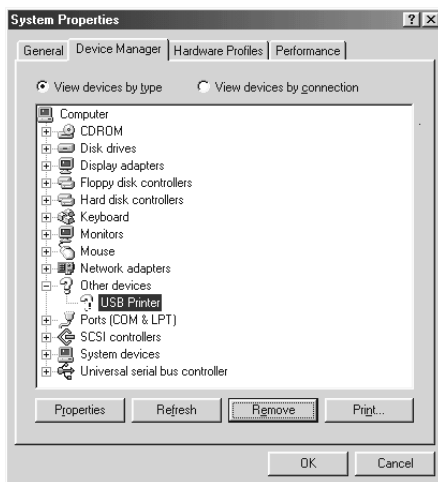 System Properties
General Device Manager Hardware Profiles Performance
View devices by type View devices by connection
Computer
CDROM
Disk drives
Display adapters
Floppy disk controllers
Hard disk controllers
Keyboard
Monitors
Mouse
Network adapters
Other devices
USB Printer
Ports (COM & LPT)
SCSI controllers
System devices
Universal serial bus controller
Properties Refresh Remove Print...
OK Cancel